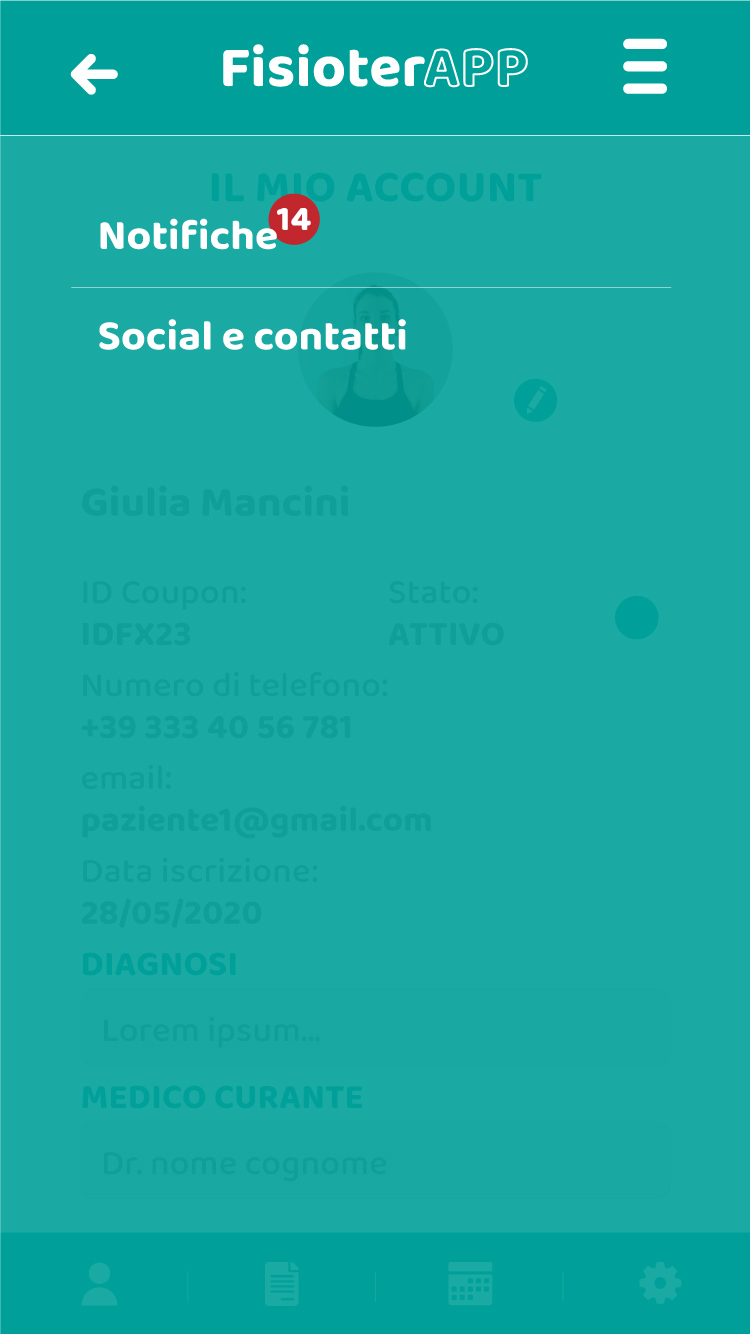 FisioterAPP
IL MIO ACCOUNT
Notifiche 14
Social e contatti
Giulia Mancini
ID Coupon: Stato:
IDFX23 ATTIVO
Numero di telefono:
+39 333 40 56 781
email:
paziente1@gmail.com
Data iscrizione:
28/05/2020
DIAGNOSI
Lorem ipsum...
MEDICO CURANTE
Dr. nome cognome